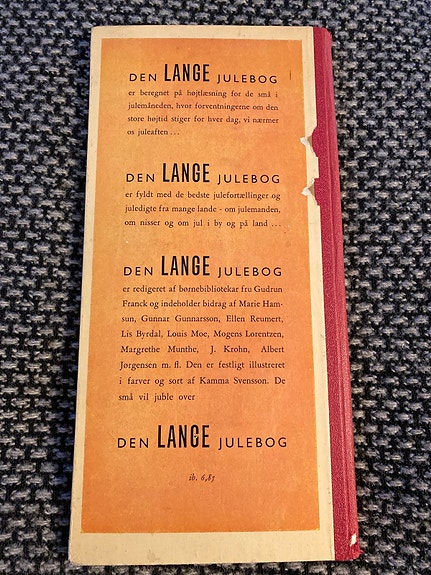 DEN LANGE JULEBOG
er beregnet på højtlæsning for de små i
julemåneden, hvor forventningerne om den
store højtid stiger for hver dag, vi nærmer
os juleaften ...
DEN LANGE JULEBOG
er fyldt med de bedste julefortællinger og
juledigte fra mange lande - om julemanden,
om nisser og om jul i by og på land ...
DEN LANGE JULEBOG
er redigeret af børnebibliotekar fru Gudrun
Franck og indeholder bidrag af Marie Ham-
sun, Gunnar Gunnarsson, Ellen Reumert,
Lis Byrdal, Louis Moe, Mogens Lorentzen,
Margrethe Munthe, J. Krohn, Albert
Jørgensen m. fl. Den er festligt illustreret
i farver og sort af Kamma Svensson. De
små vil juble over
DEN LANGE JULEBOG
ib. 6,85